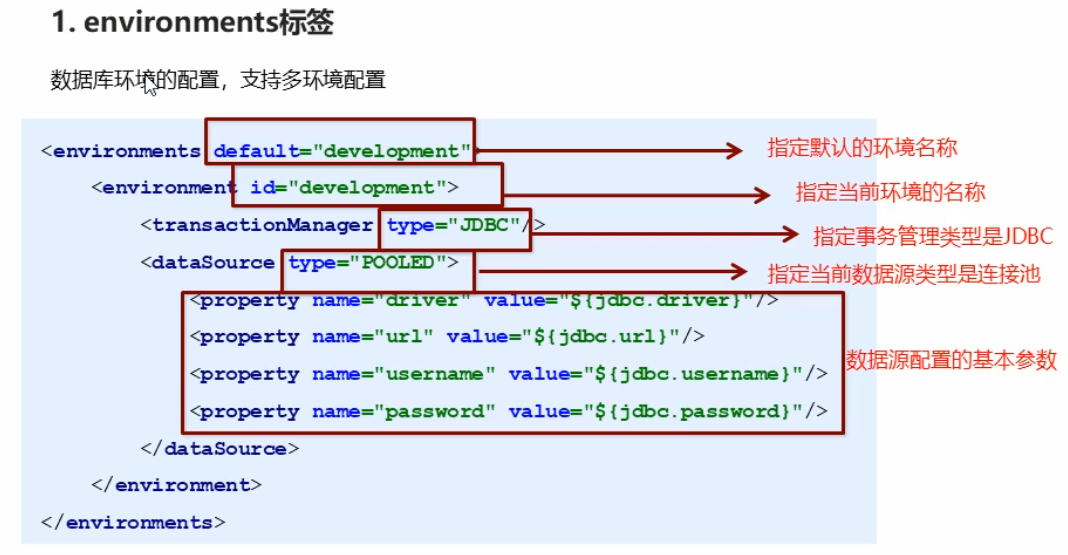 1. environments标签
数据库环境的配置，支持多环境配置
<environments default="development"
指定默认的环境名称
<environment id="development">
指定当前环境的名称
<transactionManager type="JDBC"/>
指定事务管理类型是JDBC
<dataSource type="POOLED">
指定当前数据源类型是连接池
<property name="driver" value="${jdbc.driver}"/>
<property name="url" value="${jdbc.url}"/>
<property name="username" value="${jdbc.username}"/>
数据源配置的基本参数
<property name="password" value="${jdbc.password}"/>
</dataSource>
</environment>
</environments>